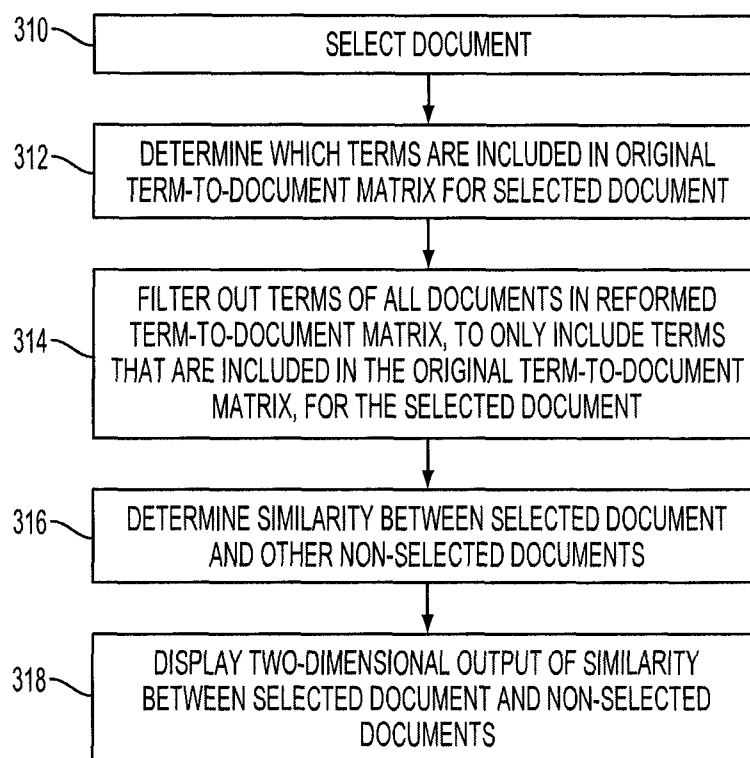 310
SELECT DOCUMENT
312
DETERMINE WHICH TERMS ARE INCLUDED IN ORIGINAL
TERM-TO-DOCUMENT MATRIX FOR SELECTED DOCUMENT
314
FILTER OUT TERMS OF ALL DOCUMENTS IN REFORMED
TERM-TO-DOCUMENT MATRIX, TO ONLY INCLUDE TERMS
THAT ARE INCLUDED IN THE ORIGINAL TERM-TO-DOCUMENT
MATRIX, FOR THE SELECTED DOCUMENT
316
DETERMINE SIMILARITY BETWEEN SELECTED DOCUMENT
AND OTHER NON-SELECTED DOCUMENTS
318
DISPLAY TWO-DIMENSIONAL OUTPUT OF SIMILARITY
BETWEEN SELECTED DOCUMENT AND NON-SELECTED
DOCUMENTS